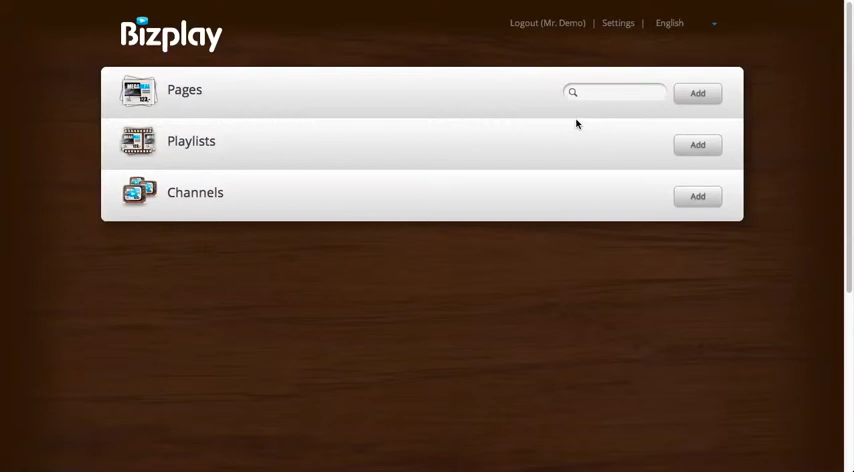 Bizplay
Logout (Mr. Demo) | Settings | English
Pages
Add
Playlists
Add
Channels
Add